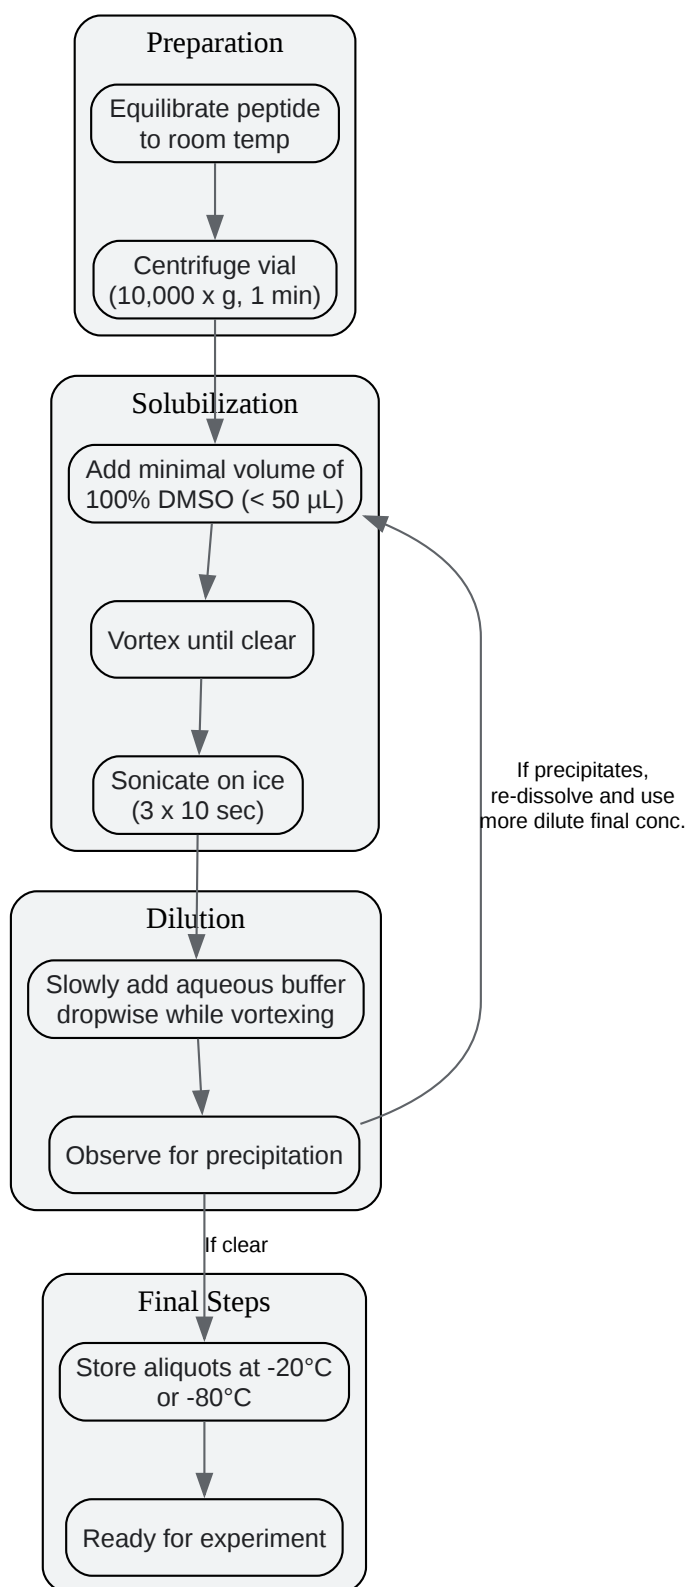 Preparation
Equilibrate peptide
to room temp
Centrifuge vial
(10,000 x g, 1 min)
Solubilization
Add minimal volume of
100% DMSO (< 50 µL)
Vortex until clear
Sonicate on ice
(3 x 10 sec)
If precipitates,
re-dissolve and use
more dilute final conc.
Dilution
Slowly add aqueous buffer
dropwise while vortexing
Observe for precipitation
If clear
Final Steps
Store aliquots at -20°C
or -80°C
Ready for experiment